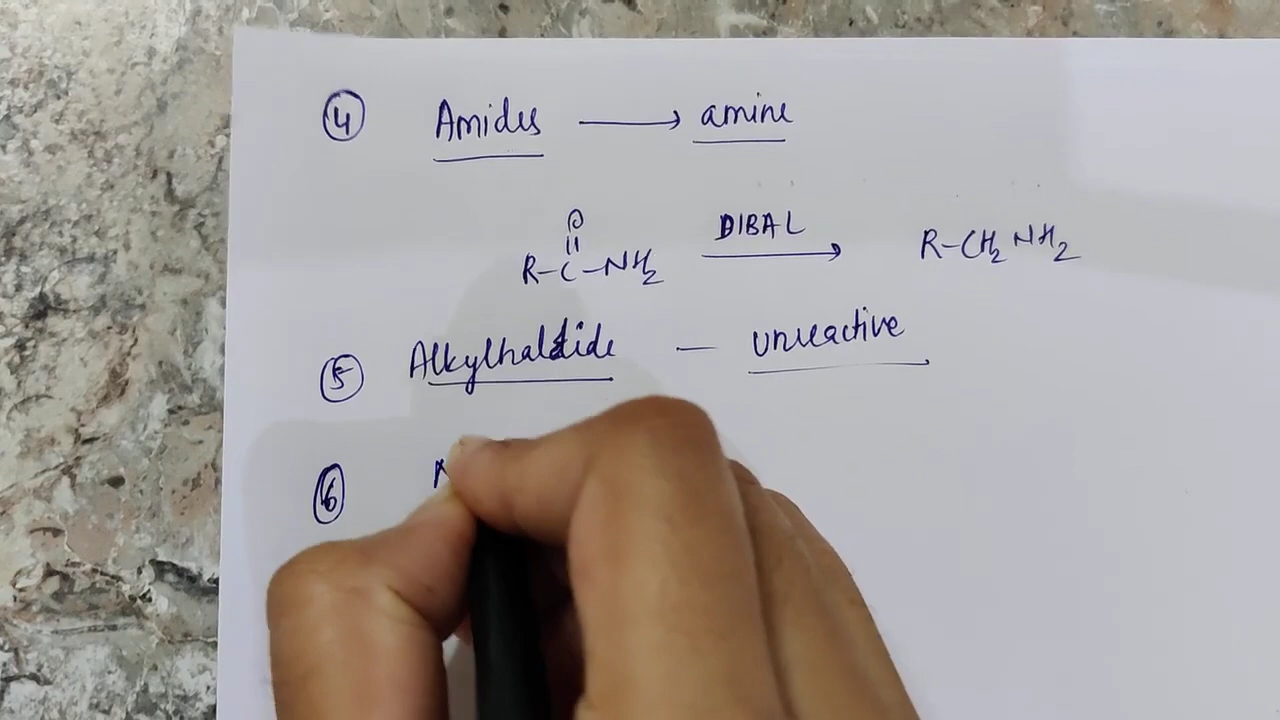 ④ Amides ⟶ amine
O
||
R-C-NH₂ DIBAL ⟶ R-CH₂NH₂
⑤ Alkylhalide — unreactive
⑥ N